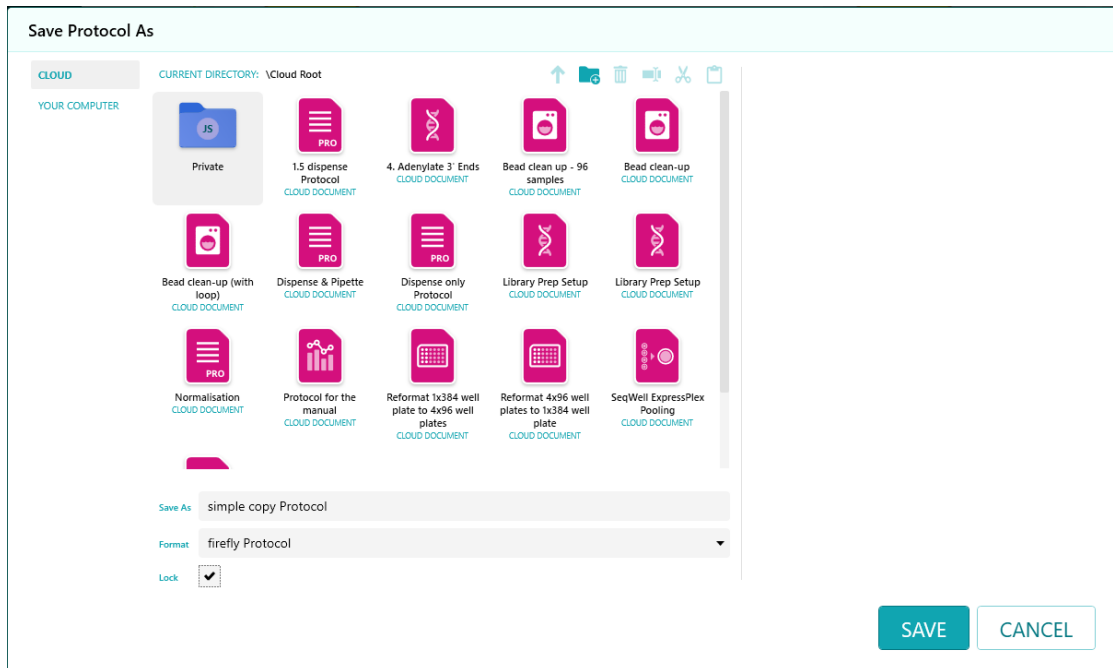 Save Protocol As
CLOUD
YOUR COMPUTER
CURRENT DIRECTORY: \Cloud Root
JS
Private
PRO
1.5 dispense
Protocol
CLOUD DOCUMENT
4. Adenylate 3' Ends
CLOUD DOCUMENT
Bead clean up - 96
samples
CLOUD DOCUMENT
Bead clean-up
CLOUD DOCUMENT
Bead clean-up (with
loop)
CLOUD DOCUMENT
PRO
Dispense & Pipette
CLOUD DOCUMENT
PRO
Dispense only
Protocol
CLOUD DOCUMENT
Library Prep Setup
CLOUD DOCUMENT
Library Prep Setup
CLOUD DOCUMENT
PRO
Normalisation
CLOUD DOCUMENT
Protocol for the
manual
CLOUD DOCUMENT
Reformat 1x384 well
plate to 4x96 well
plates
CLOUD DOCUMENT
Reformat 4x96 well
plates to 1x384 well
plate
CLOUD DOCUMENT
SeqWell ExpressPlex
Pooling
CLOUD DOCUMENT
Save As simple copy Protocol
Format firefly Protocol
Lock
SAVE CANCEL